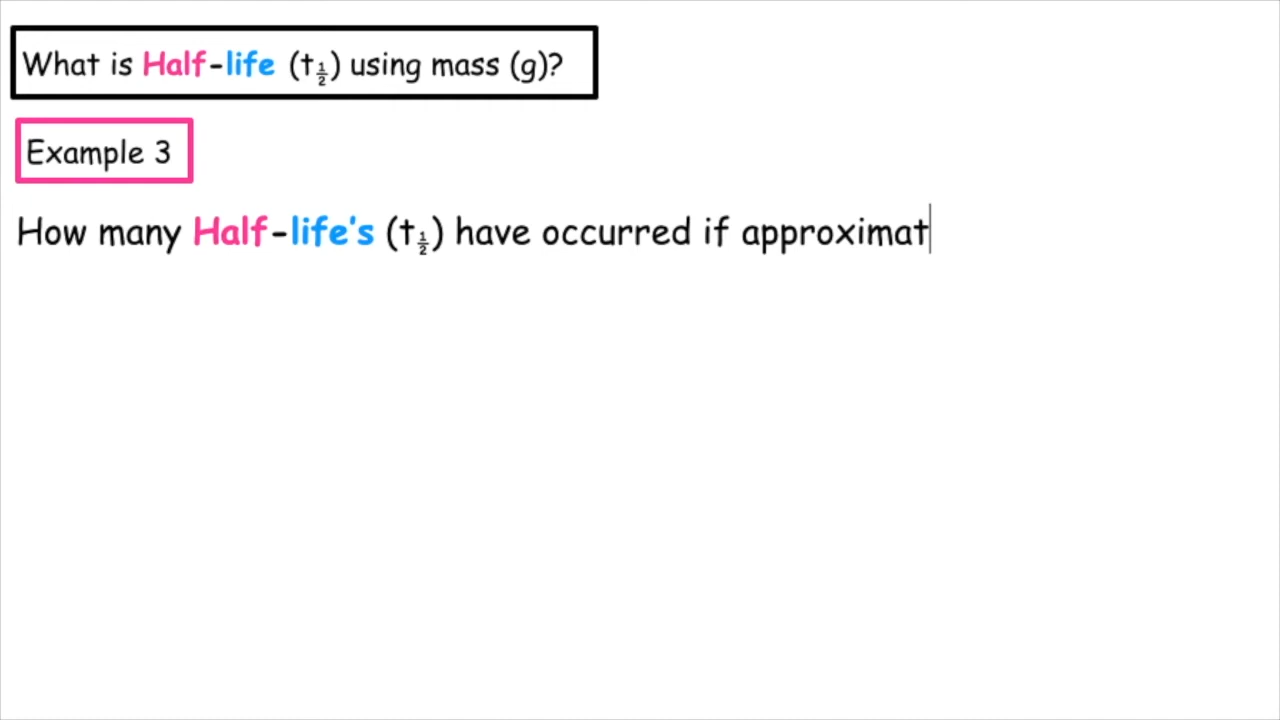 What is Half-life (t½) using mass (g)?
Example 3
How many Half-life's (t½) have occurred if approximat